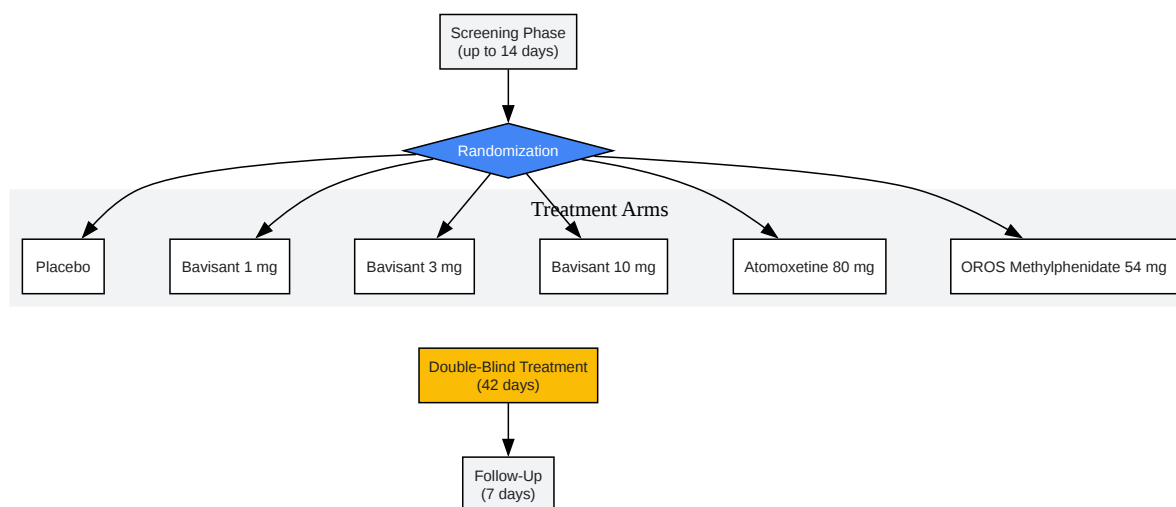 Screening Phase
(up to 14 days)
Randomization
Treatment Arms
Placebo
Bavisant 1 mg
Bavisant 3 mg
Bavisant 10 mg
Atomoxetine 80 mg
OROS Methylphenidate 54 mg
Double-Blind Treatment
(42 days)
Follow-Up
(7 days)